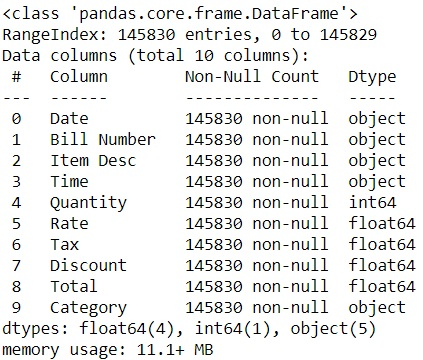 <class 'pandas.core.frame.DataFrame'>
RangeIndex: 145830 entries, 0 to 145829
Data columns (total 10 columns):
 #   Column       Non-Null Count   Dtype
---  ------       --------------   -----
 0   Date         145830 non-null  object
 1   Bill Number  145830 non-null  object
 2   Item Desc    145830 non-null  object
 3   Time         145830 non-null  object
 4   Quantity     145830 non-null  int64
 5   Rate         145830 non-null  float64
 6   Tax          145830 non-null  float64
 7   Discount     145830 non-null  float64
 8   Total        145830 non-null  float64
 9   Category     145830 non-null  object
dtypes: float64(4), int64(1), object(5)
memory usage: 11.1+ MB